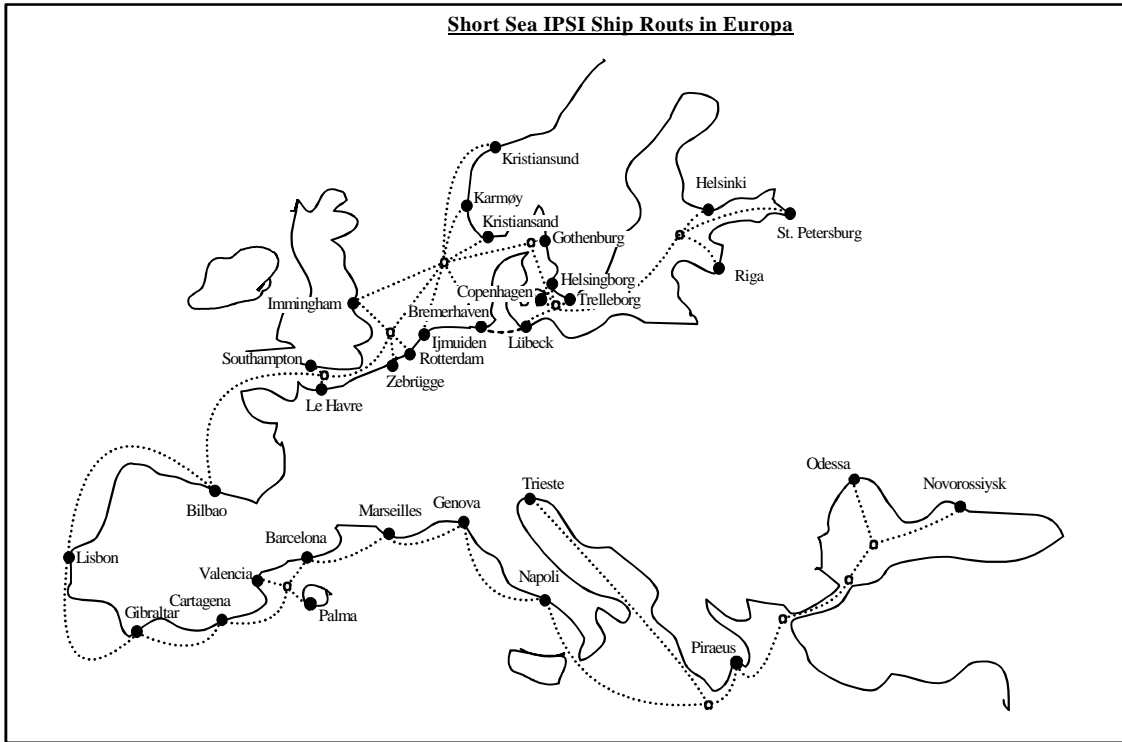 Short Sea IPSI Ship Routs in Europa
Kristiansund
Helsinki
Karmøy
Kristiansand
St. Petersburg
Gothenburg
Riga
Helsingborg
Copenhagen
Trelleborg
Immingham
Bremerhaven
Ijmuiden
Lübeck
Southampton
Rotterdam
Zebrügge
Le Havre
Odessa
Trieste
Novorossiysk
Genova
Bilbao
Marseilles
Barcelona
Lisbon
Valencia
Napoli
Cartagena
Palma
Gibraltar
Piraeus